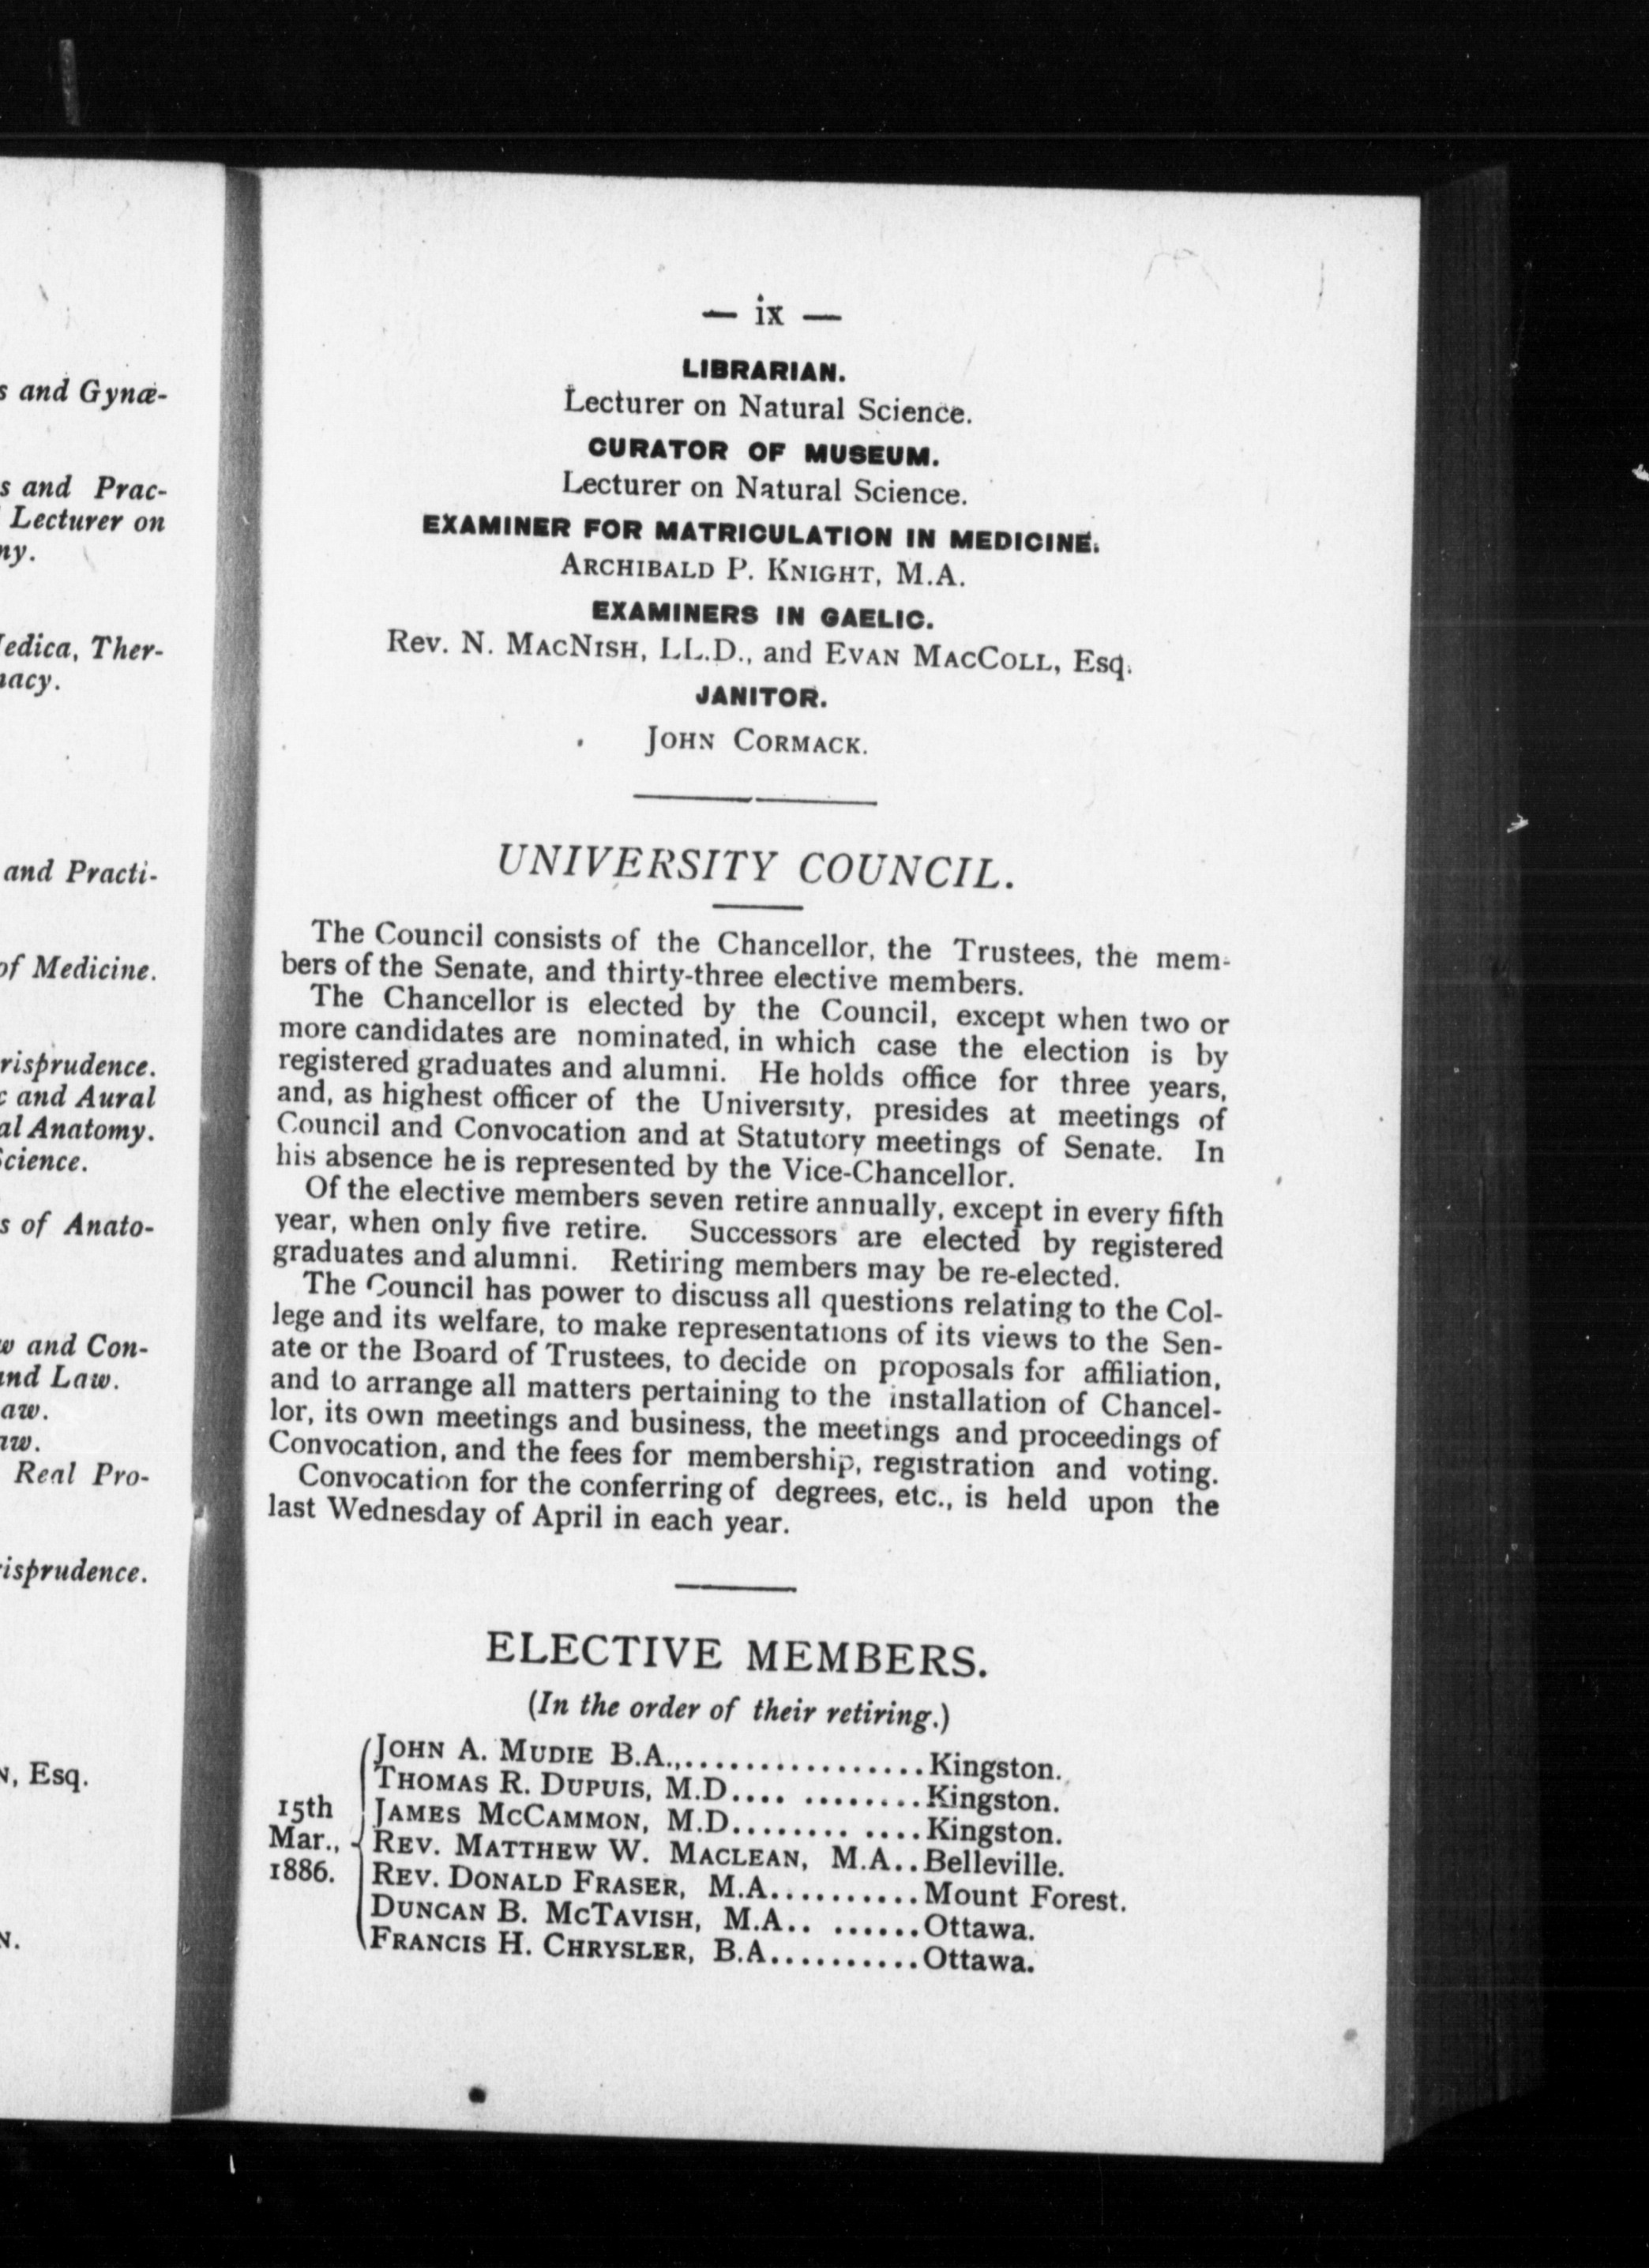 s and Gynæ-
s and Prac-
Lecturer on
ny.
Medica, Ther-
nacy.
and Practi-
of Medicine.
risprudence.
c and Aural
al Anatomy.
Science.
s of Anato-
w and Con-
and Law.
aw.
aw.
Real Pro-
risprudence.
N, Esq.
N.
— ix —
LIBRARIAN.
Lecturer on Natural Science.
CURATOR OF MUSEUM.
Lecturer on Natural Science.
EXAMINER FOR MATRICULATION IN MEDICINE.
ARCHIBALD P. KNIGHT, M.A.
EXAMINERS IN GAELIC.
Rev. N. MACNISH, LL.D., and EVAN MACCOLL, Esq.
JANITOR.
JOHN CORMACK.
UNIVERSITY COUNCIL.
The Council consists of the Chancellor, the Trustees, the mem-
bers of the Senate, and thirty-three elective members.
The Chancellor is elected by the Council, except when two or
more candidates are nominated, in which case the election is by
registered graduates and alumni. He holds office for three years,
and, as highest officer of the University, presides at meetings of
Council and Convocation and at Statutory meetings of Senate. In
his absence he is represented by the Vice-Chancellor.
Of the elective members seven retire annually, except in every fifth
year, when only five retire. Successors are elected by registered
graduates and alumni. Retiring members may be re-elected.
The Council has power to discuss all questions relating to the Col-
lege and its welfare, to make representations of its views to the Sen-
ate or the Board of Trustees, to decide on proposals for affiliation,
and to arrange all matters pertaining to the installation of Chancel-
lor, its own meetings and business, the meetings and proceedings of
Convocation, and the fees for membership, registration and voting.
Convocation for the conferring of degrees, etc., is held upon the
last Wednesday of April in each year.
ELECTIVE MEMBERS.
(In the order of their retiring.)
15th
Mar.,
1886.
JOHN A. MUDIE B.A.,.................Kingston.
THOMAS R. DUPUIS, M.D.... ........Kingston.
JAMES MCCAMMON, M.D........ ....Kingston.
REV. MATTHEW W. MACLEAN, M.A..Belleville.
REV. DONALD FRASER, M.A..........Mount Forest.
DUNCAN B. MCTAVISH, M.A.. ......Ottawa.
FRANCIS H. CHRYSLER, B.A..........Ottawa.